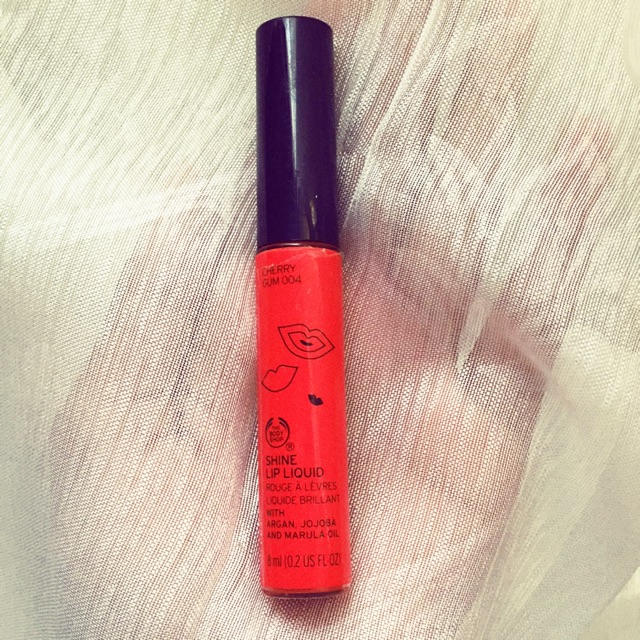 CHERRY
GUM 004
THE
BODY
SHOP
®
SHINE
LIP LIQUID
ROUGE À LÈVRES
LIQUIDE BRILLANT
WITH
ARGAN, JOJOBA
AND MARULA OIL
8 ml (0.2 US FL OZ)